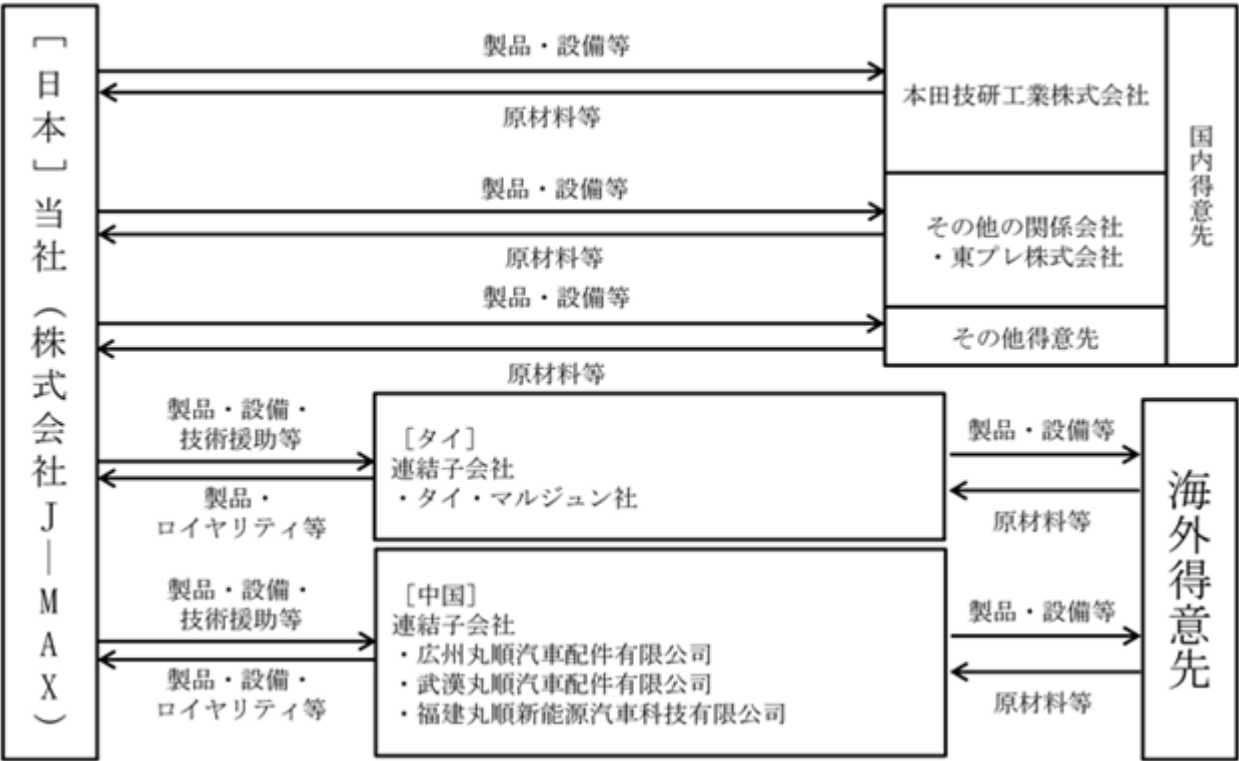 ［日本］当社（株式会社J―MAX）
製品・設備等
原材料等
本田技研工業株式会社
製品・設備等
原材料等
その他の関係会社
・東プレ株式会社
製品・設備等
原材料等
その他得意先
国内得意先
製品・設備・
技術援助等
製品・
ロイヤリティ等
［タイ］
連結子会社
・タイ・マルジュン社
製品・設備等
原材料等
製品・設備・
技術援助等
製品・設備・
ロイヤリティ等
［中国］
連結子会社
・広州丸順汽車配件有限公司
・武漢丸順汽車配件有限公司
・福建丸順新能源汽車科技有限公司
製品・設備等
原材料等
海外得意先